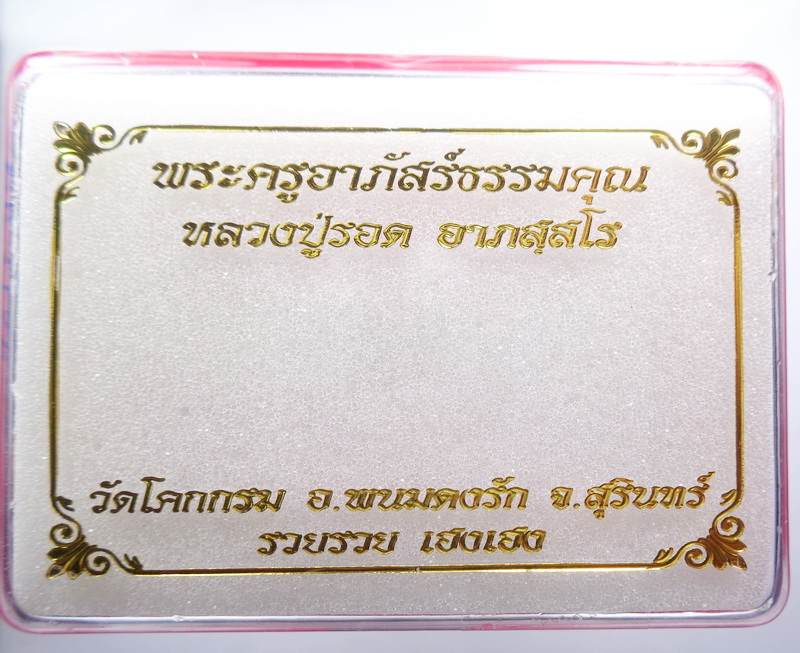 พระครูอาภัสร์ธรรมคุณ
หลวงปู่รอด อาภสฺสโร
วัดโคกกรม อ.พนมดงรัก จ.สุรินทร์
รวยรวย เฮงเฮง